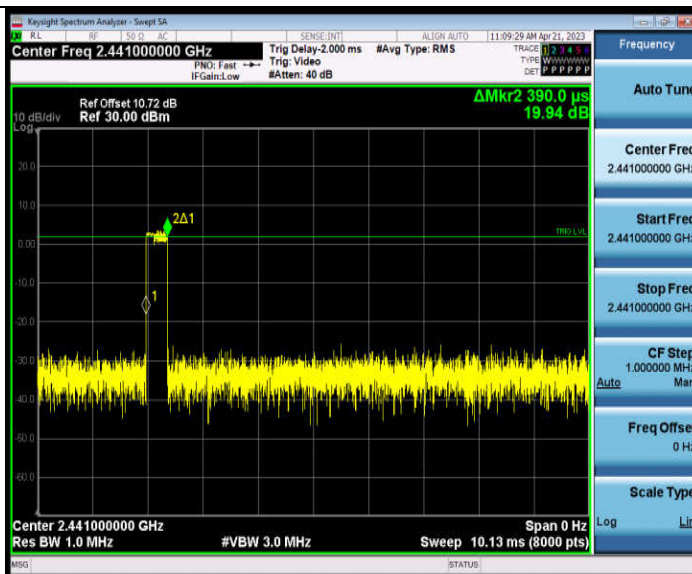 Keysight Spectrum Analyzer - Swept SA
RL RF 50 Ω AC SENSE:INT ALIGN AUTO 11:09:29 AM Apr 21, 2023
Center Freq 2.441000000 GHz
PNO: Fast
IFGain:Low
Trig Delay-2.000 ms
Trig: Video
#Atten: 40 dB
#Avg Type: RMS
TRACE 1 2 3 4 5 6
TYPE WWWWWW
DET P P P P P P
Ref Offset 10.72 dB
10 dB/div Ref 30.00 dBm
Log
ΔMkr2 390.0 µs
19.94 dB
20.0
10.0
0.00
-10.0
-20.0
-30.0
-40.0
-50.0
-60.0
2Δ1
1
TRIG LVL
Center 2.441000000 GHz Span 0 Hz
Res BW 1.0 MHz #VBW 3.0 MHz Sweep 10.13 ms (8000 pts)
MSG STATUS
Frequency
Auto Tune
Center Freq
2.441000000 GHz
Start Freq
2.441000000 GHz
Stop Freq
2.441000000 GHz
CF Step
1.000000 MHz
Auto Man
Freq Offset
0 Hz
Scale Type
Log Lin